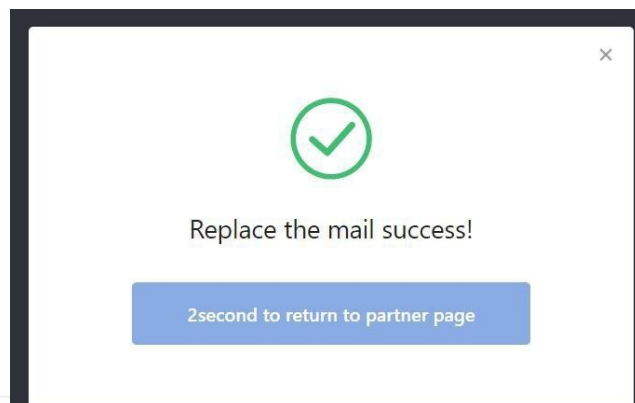 Replace the mail success!
2second to return to partner page